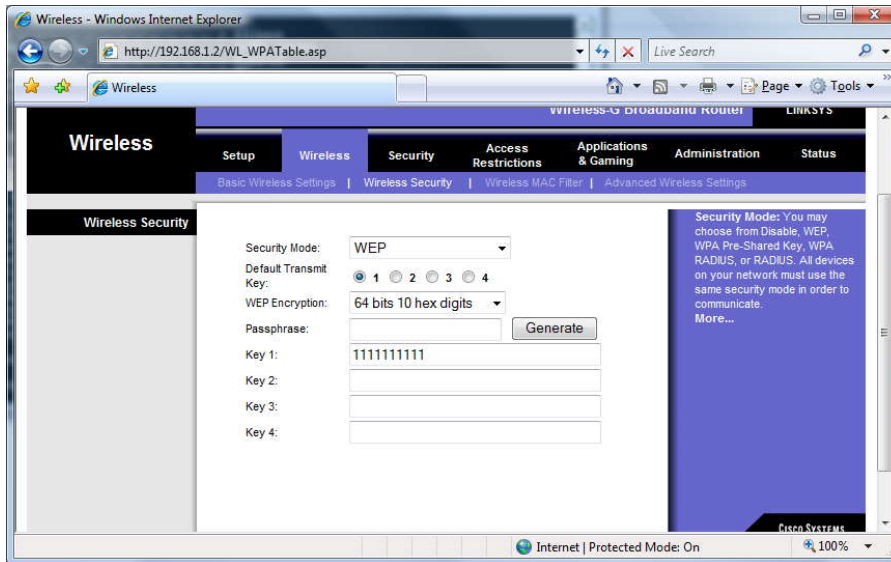 Wireless - Windows Internet Explorer
http://192.168.1.2/WL_WPATable.asp
Live Search
Wireless
Page
Tools
Wireless-G Broadband Router
LINKSYS
Wireless
Setup
Wireless
Security
Access Restrictions
Applications & Gaming
Administration
Status
Basic Wireless Settings | Wireless Security | Wireless MAC Filter | Advanced Wireless Settings
Wireless Security
Security Mode: WEP
Default Transmit Key: 1 2 3 4
WEP Encryption: 64 bits 10 hex digits
Passphrase: Generate
Key 1: 1111111111
Key 2:
Key 3:
Key 4:
Security Mode: You may
choose from Disable, WEP,
WPA Pre-Shared Key, WPA
RADIUS, or RADIUS. All devices
on your network must use the
same security mode in order to
communicate.
More...
CISCO SYSTEMS
Internet | Protected Mode: On
100%